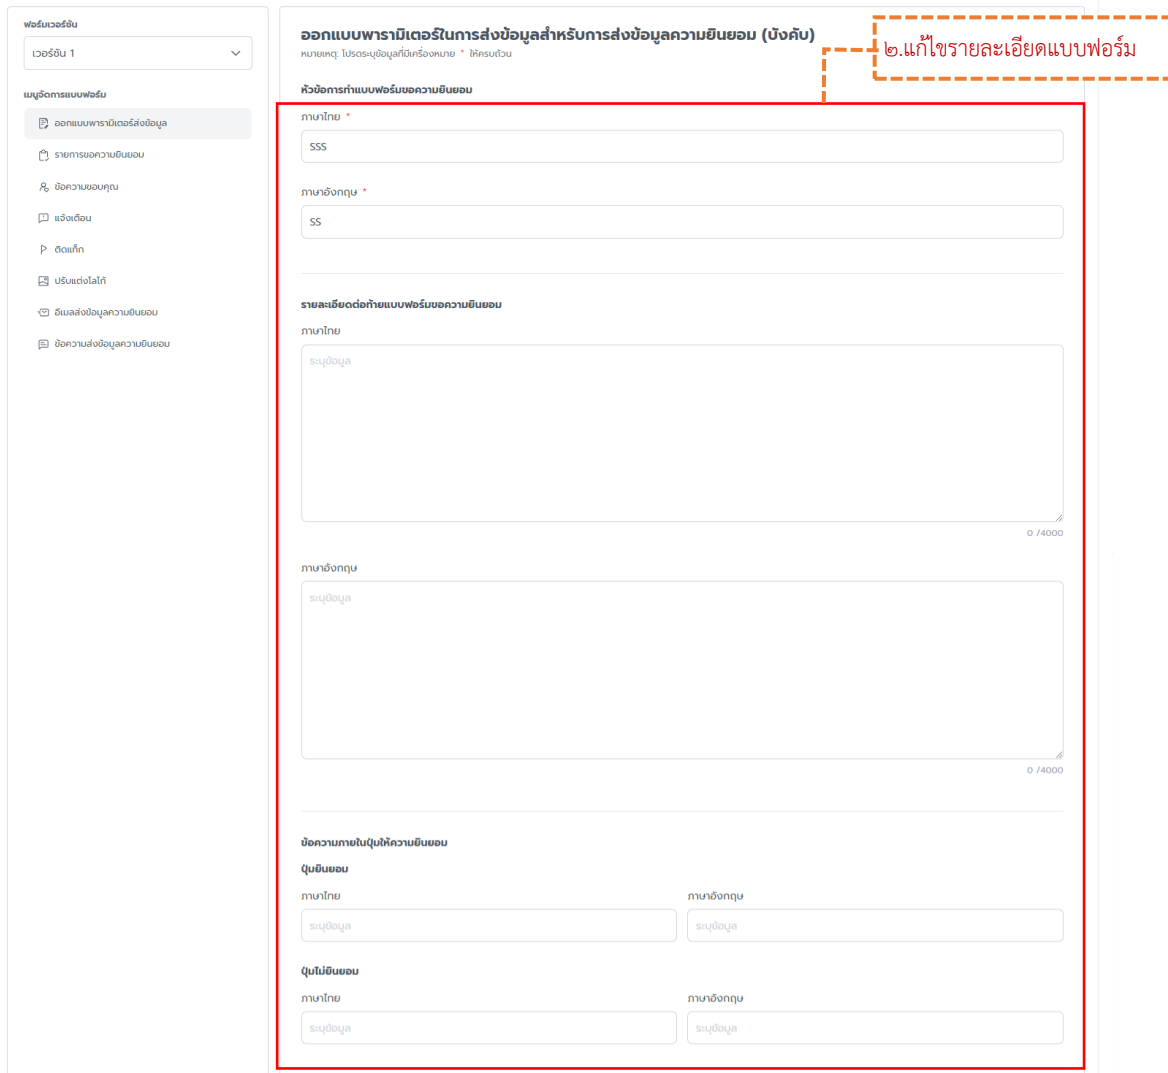 ฟอร์มเวอร์ชัน
เวอร์ชัน 1
เมนูจัดการแบบฟอร์ม
ออกแบบพารามิเตอร์ส่งข้อมูล
รายการขอความยินยอม
ข้อความขอบคุณ
แจ้งเตือน
ติดแท็ก
ปรับแต่งโลโก้
อีเมลส่งข้อมูลความยินยอม
ข้อความส่งข้อมูลความยินยอม
ออกแบบพารามิเตอร์ในการส่งข้อมูลสำหรับการส่งข้อมูลความยินยอม (บังคับ)
หมายเหตุ: โปรดระบุข้อมูลที่มีเครื่องหมาย * ให้ครบถ้วน
๒.แก้ไขรายละเอียดแบบฟอร์ม
หัวข้อการทำแบบฟอร์มขอความยินยอม
ภาษาไทย *
SSS
ภาษาอังกฤษ *
SS
รายละเอียดต่อท้ายแบบฟอร์มขอความยินยอม
ภาษาไทย
ระบุข้อมูล
0 /4000
ภาษาอังกฤษ
ระบุข้อมูล
0 /4000
ข้อความภายในปุ่มให้ความยินยอม
ปุ่มยินยอม
ภาษาไทย ภาษาอังกฤษ
ระบุข้อมูล ระบุข้อมูล
ปุ่มไม่ยินยอม
ภาษาไทย ภาษาอังกฤษ
ระบุข้อมูล ระบุข้อมูล